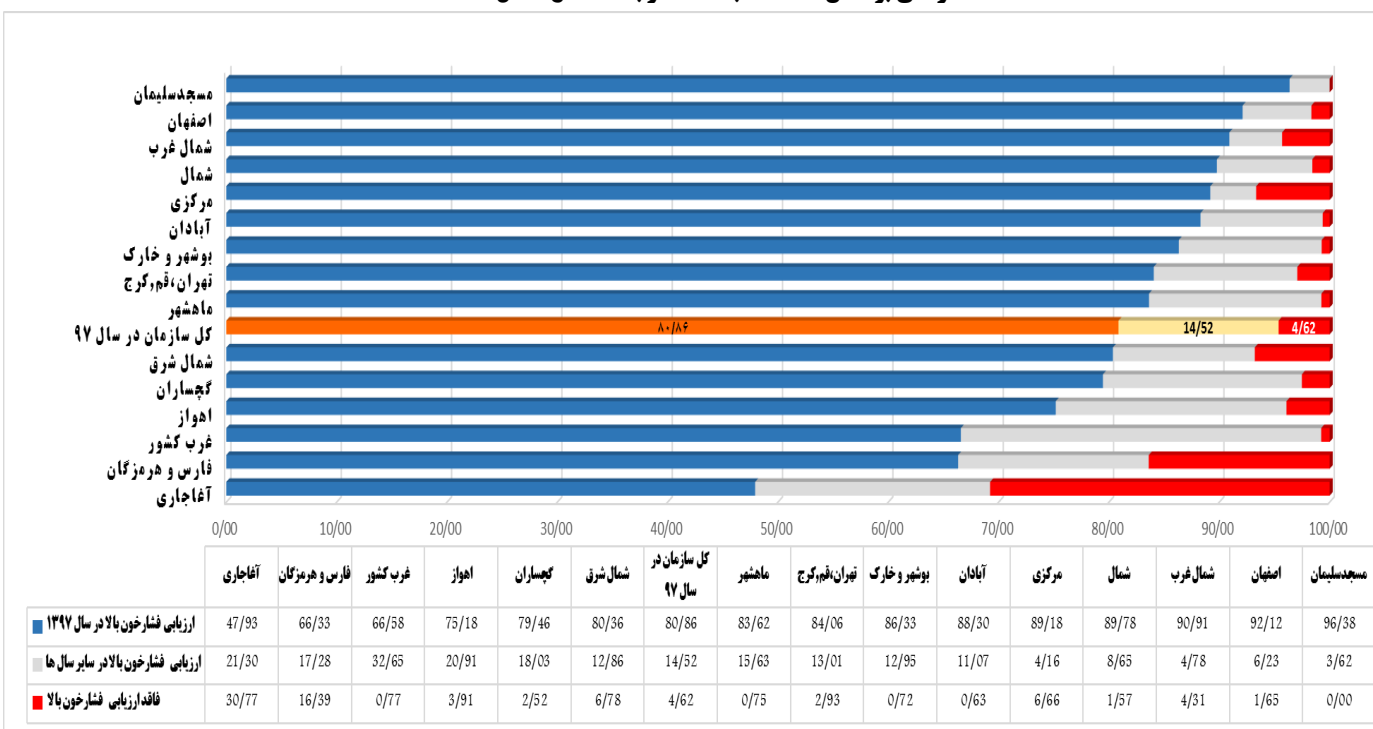 مسجدسلیمان
اصفهان
شمال غرب
شمال
مرکزی
آبادان
بوشهر و خارک
تهران،قم,کرج
ماهشهر
کل سازمان در سال ۹۷
شمال شرق
گچساران
اهواز
غرب کشور
فارس و هرمزگان
آغاجاری
۸۰/۸۶ 14/52 4/62
0/00 10/00 20/00 30/00 40/00 50/00 60/00 70/00 80/00 90/00 100/00
آغاجاری فارس و هرمزگان غرب کشور اهواز گچساران شمال شرق کل سازمان در سال ۹۷ ماهشهر تهران،قم,کرج بوشهر و خارک آبادان مرکزی شمال شمال غرب اصفهان مسجدسلیمان
ارزیابی فشارخون بالا در سال ۱۳۹۷ 47/93 66/33 66/58 75/18 79/46 80/36 80/86 83/62 84/06 86/33 88/30 89/18 89/78 90/91 92/12 96/38
ارزیابی فشارخون بالا در سایر سال ها 21/30 17/28 32/65 20/91 18/03 12/86 14/52 15/63 13/01 12/95 11/07 4/16 8/65 4/78 6/23 3/62
فاقد ارزیابی فشارخون بالا 30/77 16/39 0/77 3/91 2/52 6/78 4/62 0/75 2/93 0/72 0/63 6/66 1/57 4/31 1/65 0/00